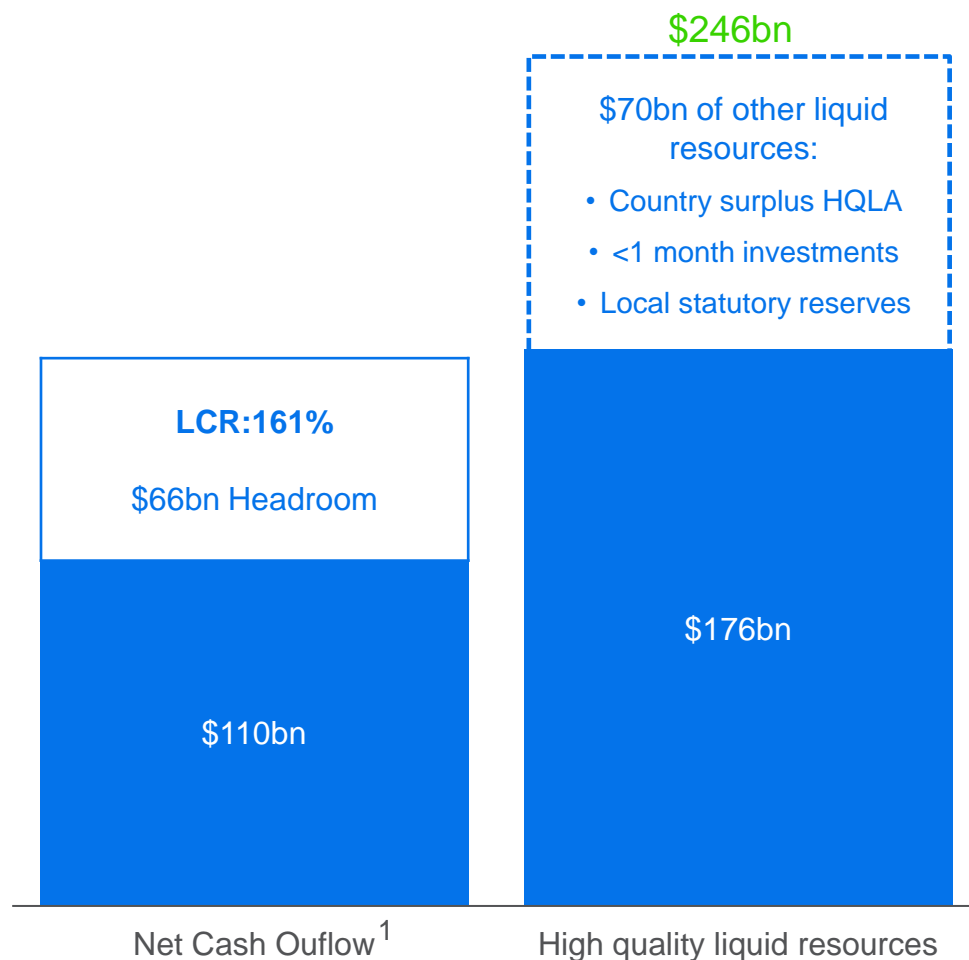 $246bn
$70bn of other liquid
resources:
• Country surplus HQLA
• <1 month investments
• Local statutory reserves
LCR:161%
$66bn Headroom
$176bn
$110bn
Net Cash Ouflow1
High quality liquid resources